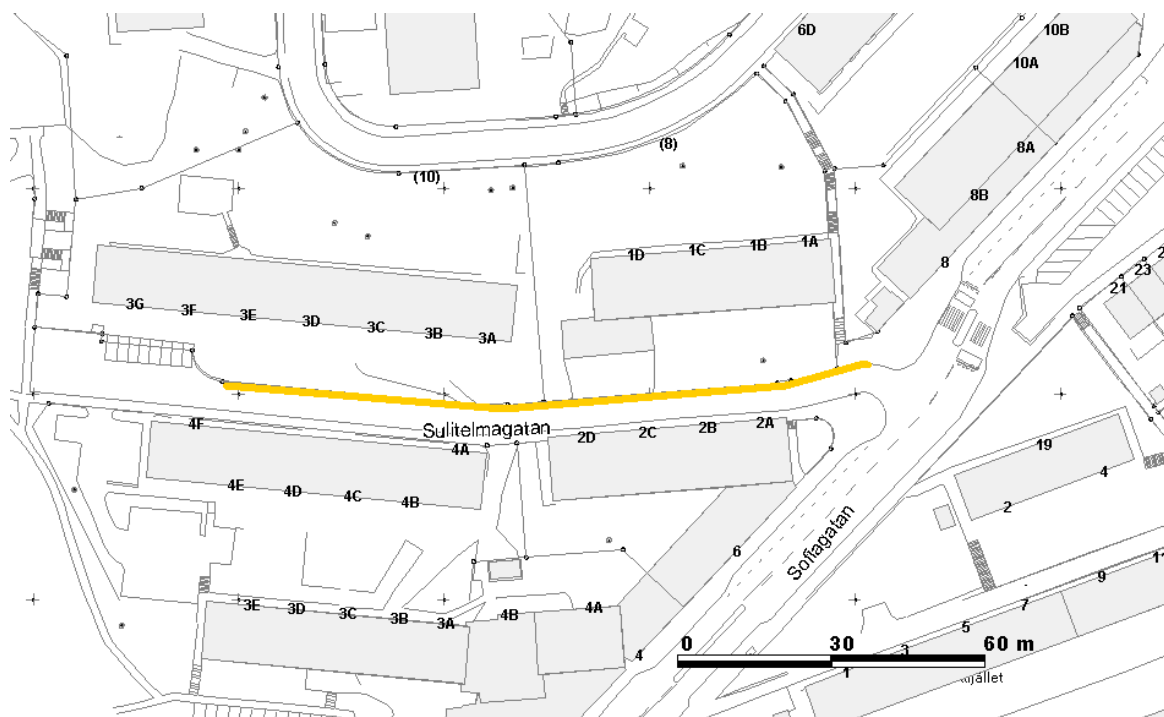 6D
10B
10A
8A
8B
8
(8)
(10)
1D
1C
1B
1A
23
21
3G
3F
3E
3D
3C
3B
3A
Sulitelmagatan
4F
4A
2D
2C
2B
2A
4E
4D
4C
4B
19
4
2
6
Sofiagatan
3E
3D
3C
3B
3A
4B
4A
4
11
9
7
5
3
1
0
30
60 m